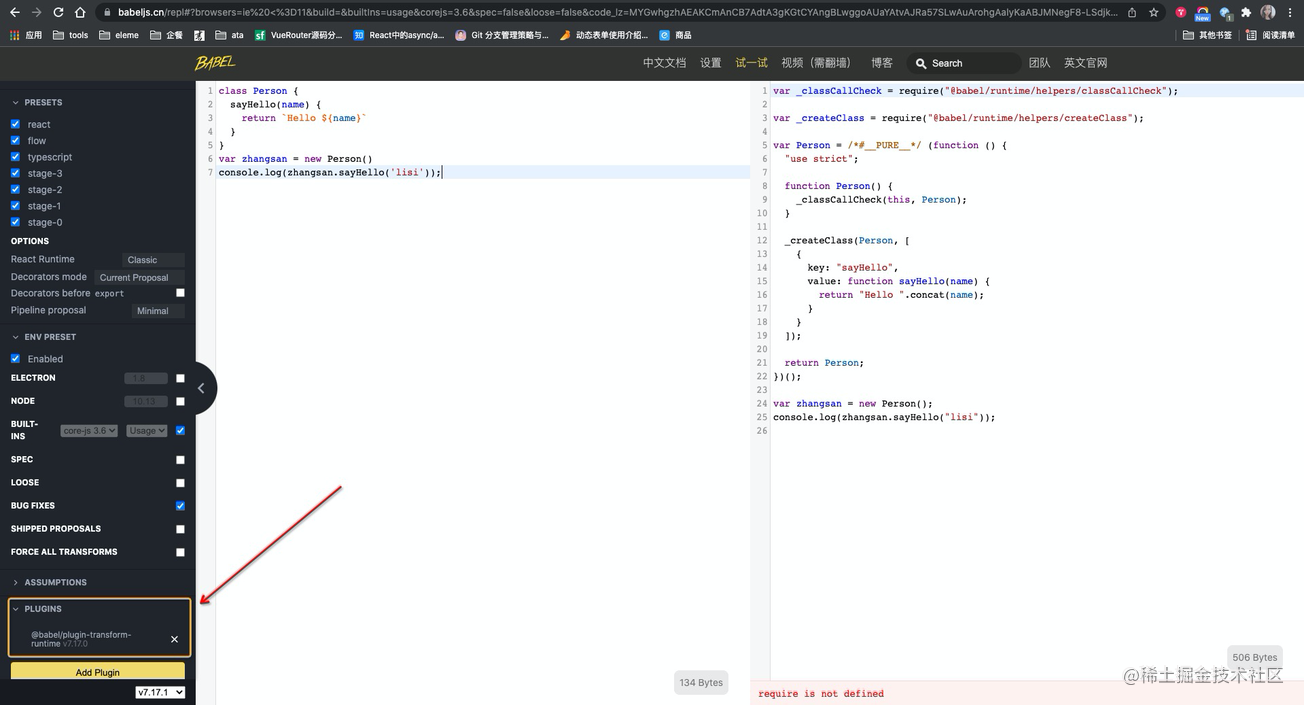 babeljs.cn/repl#?browsers=ie%20<%3D11&build=&builtIns=usage&corejs=3.6&spec=false&loose=false&code_lz=MYGwhgzhAEAKCmAnCB7AdtA3gKGtCYAngBLwggoAUaYAtvAJRa57SLwAuArohgAalyKaABJMNegF8-LSdjk...
应用 tools eleme 企餐 ata VueRouter源码分... React中的async/a... Git 分支管理策略与... 动态表单使用介绍... 商品 其他书签 阅读清单
BABEL 中文文档 设置 试一试 视频（需翻墙） 博客 Search 团队 英文官网
PRESETS
react
flow
typescript
stage-3
stage-2
stage-1
stage-0
OPTIONS
React Runtime Classic
Decorators mode Current Proposal
Decorators before export
Pipeline proposal Minimal
ENV PRESET
Enabled
ELECTRON 1.8
NODE 10.13
BUILT-
INS core-js 3.6 Usage
SPEC
LOOSE
BUG FIXES
SHIPPED PROPOSALS
FORCE ALL TRANSFORMS
ASSUMPTIONS
PLUGINS
@babel/plugin-transform-
runtime v7.17.0
Add Plugin
v7.17.1
1 class Person {
2 sayHello(name) {
3 return `Hello ${name}`
4 }
5 }
6 var zhangsan = new Person()
7 console.log(zhangsan.sayHello('lisi'));
134 Bytes
1 var _classCallCheck = require("@babel/runtime/helpers/classCallCheck");
2
3 var _createClass = require("@babel/runtime/helpers/createClass");
4
5 var Person = /*#__PURE__*/ (function () {
6 "use strict";
7
8 function Person() {
9 _classCallCheck(this, Person);
10 }
11
12 _createClass(Person, [
13 {
14 key: "sayHello",
15 value: function sayHello(name) {
16 return "Hello ".concat(name);
17 }
18 }
19 ]);
20
21 return Person;
22 })();
23
24 var zhangsan = new Person();
25 console.log(zhangsan.sayHello("lisi"));
26
506 Bytes
@稀土掘金技术社区
require is not defined